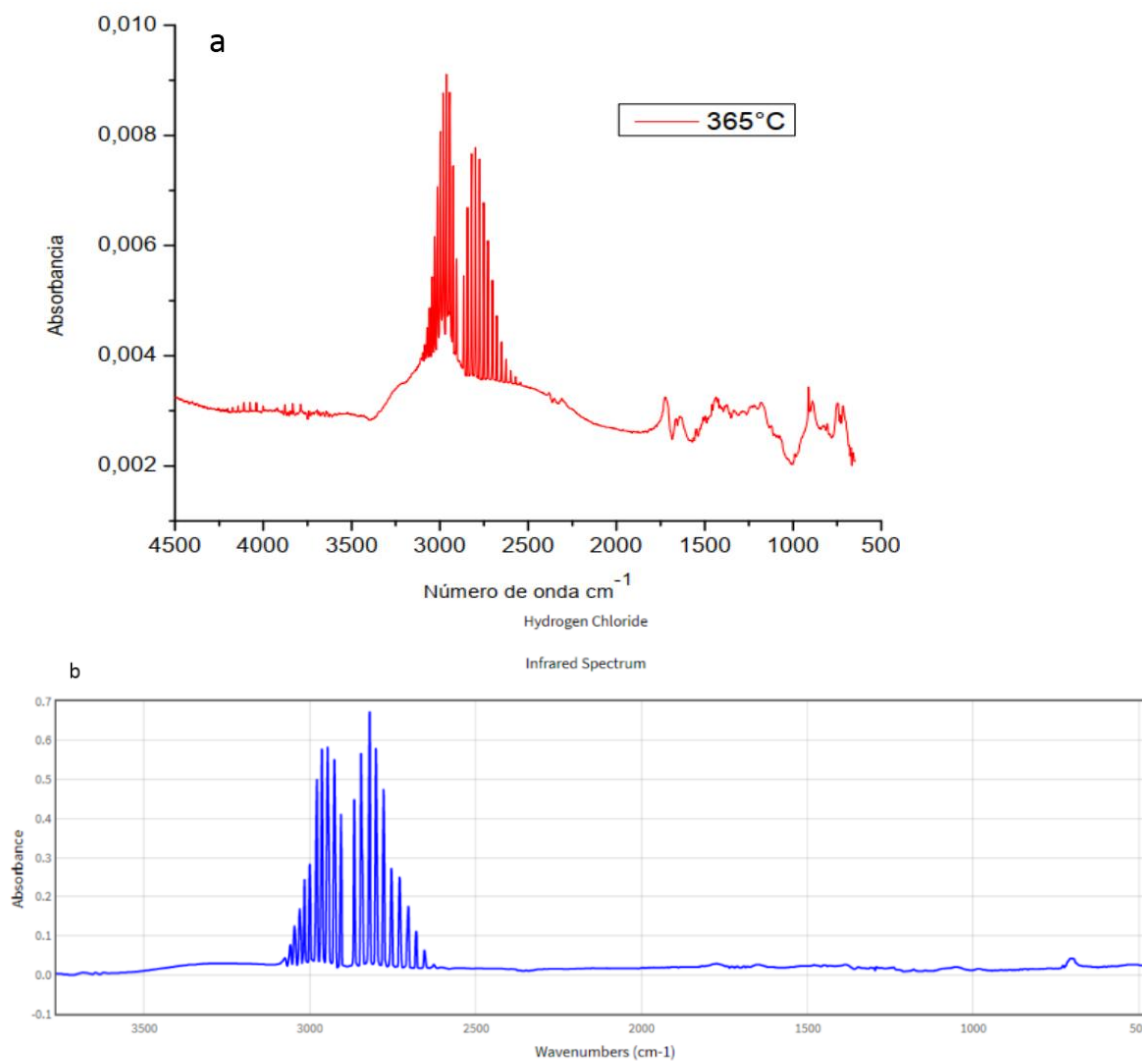 a
0,010
0,008
0,006
0,004
0,002
Absorbancia
365°C
4500 4000 3500 3000 2500 2000 1500 1000 500
Número de onda cm-1
Hydrogen Chloride
Infrared Spectrum
b
0.7
0.6
0.5
0.4
0.3
0.2
0.1
0.0
-0.1
Absorbance
3500 3000 2500 2000 1500 1000
Wavenumbers (cm-1)